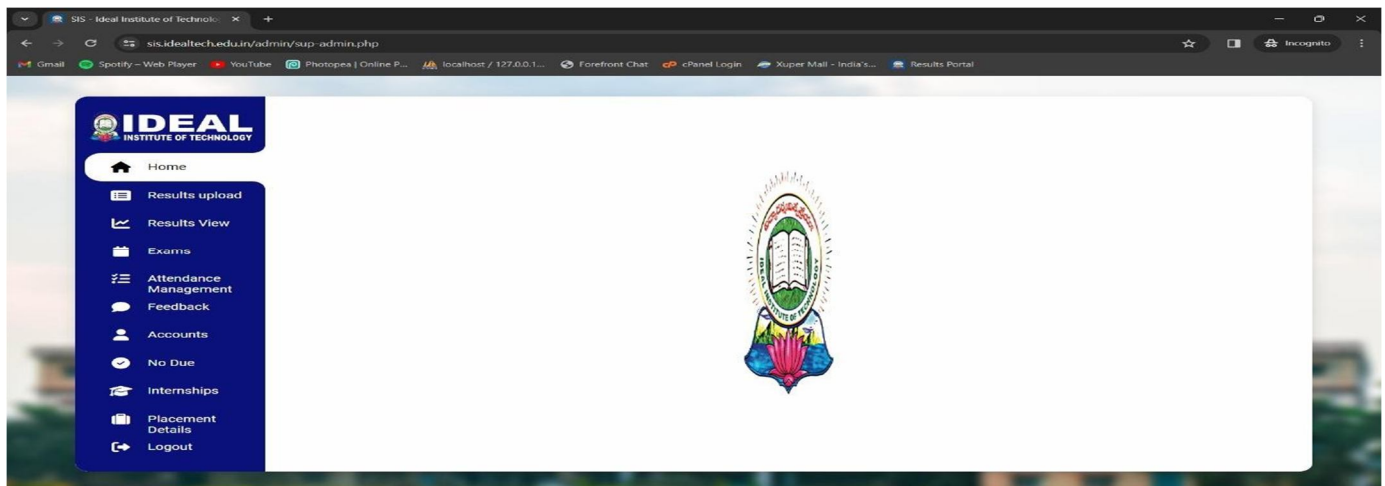 SIS - Ideal Institute of Technolo
sis.idealtech.edu.in/admin/sup-admin.php
Incognito
Gmail
Spotify – Web Player
YouTube
Photopea | Online P...
localhost / 127.0.0.1...
Forefront Chat
cPanel Login
Xuper Mall - India's...
Results Portal
IDEAL
INSTITUTE OF TECHNOLOGY
Home
Results upload
Results View
Exams
Attendance
Management
Feedback
Accounts
No Due
Internships
Placement
Details
Logout
IDEAL INSTITUTE OF TECHNOLOGY